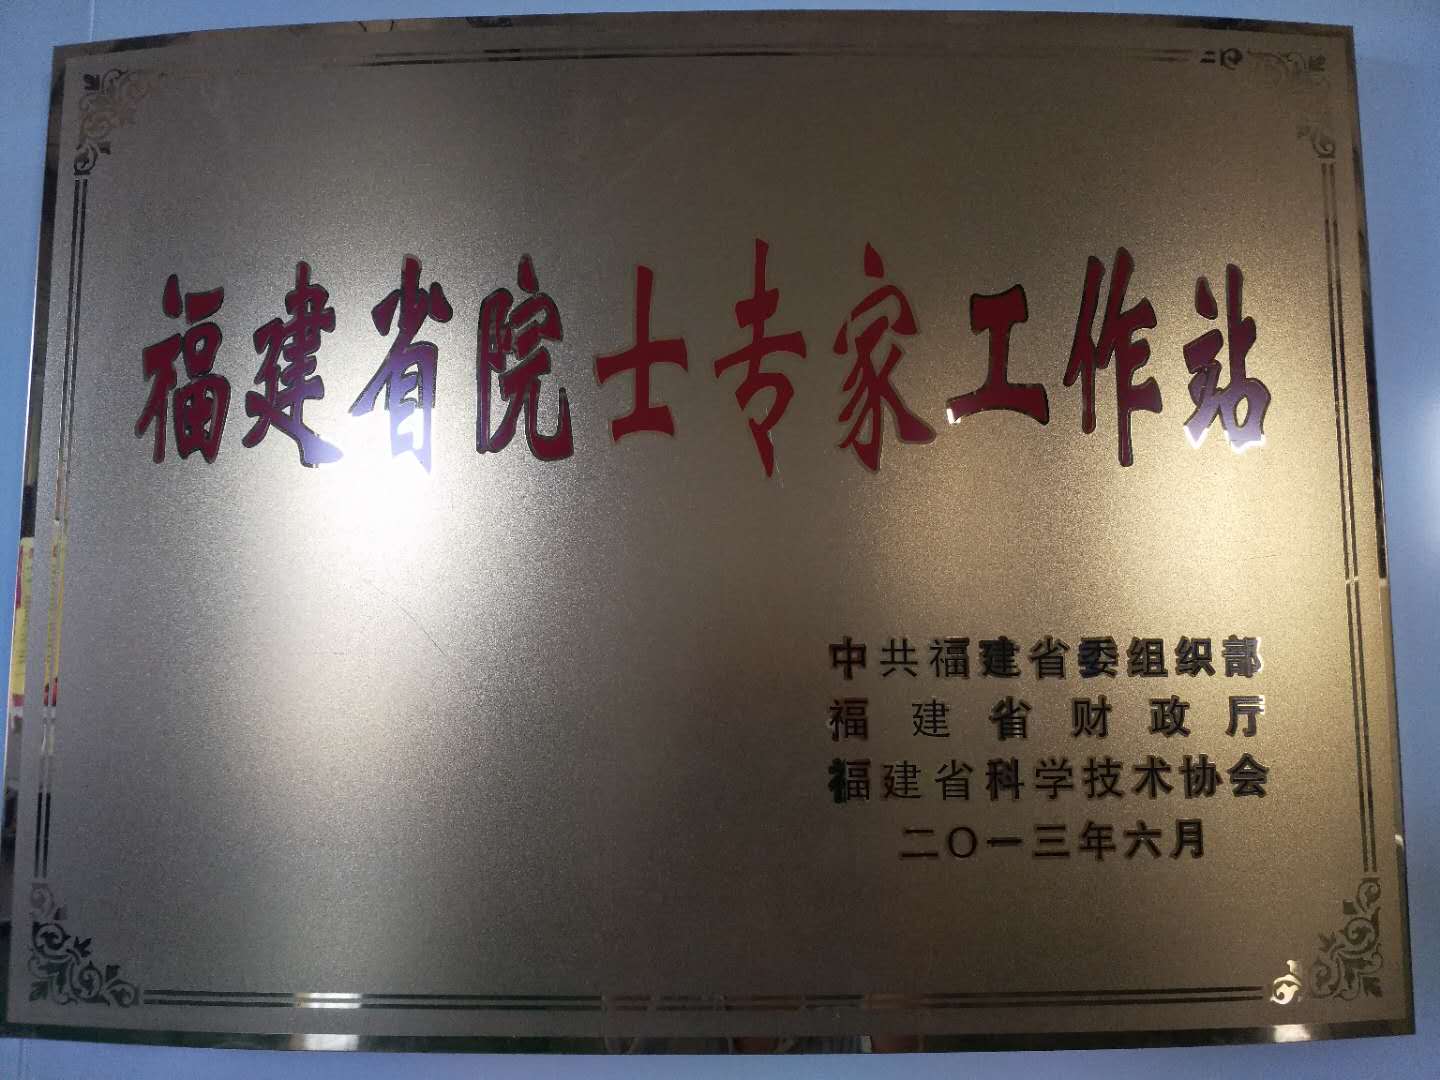 福建省院士专家工作站
中共福建省委组织部
福建省财政厅
福建省科学技术协会
二〇一三年六月